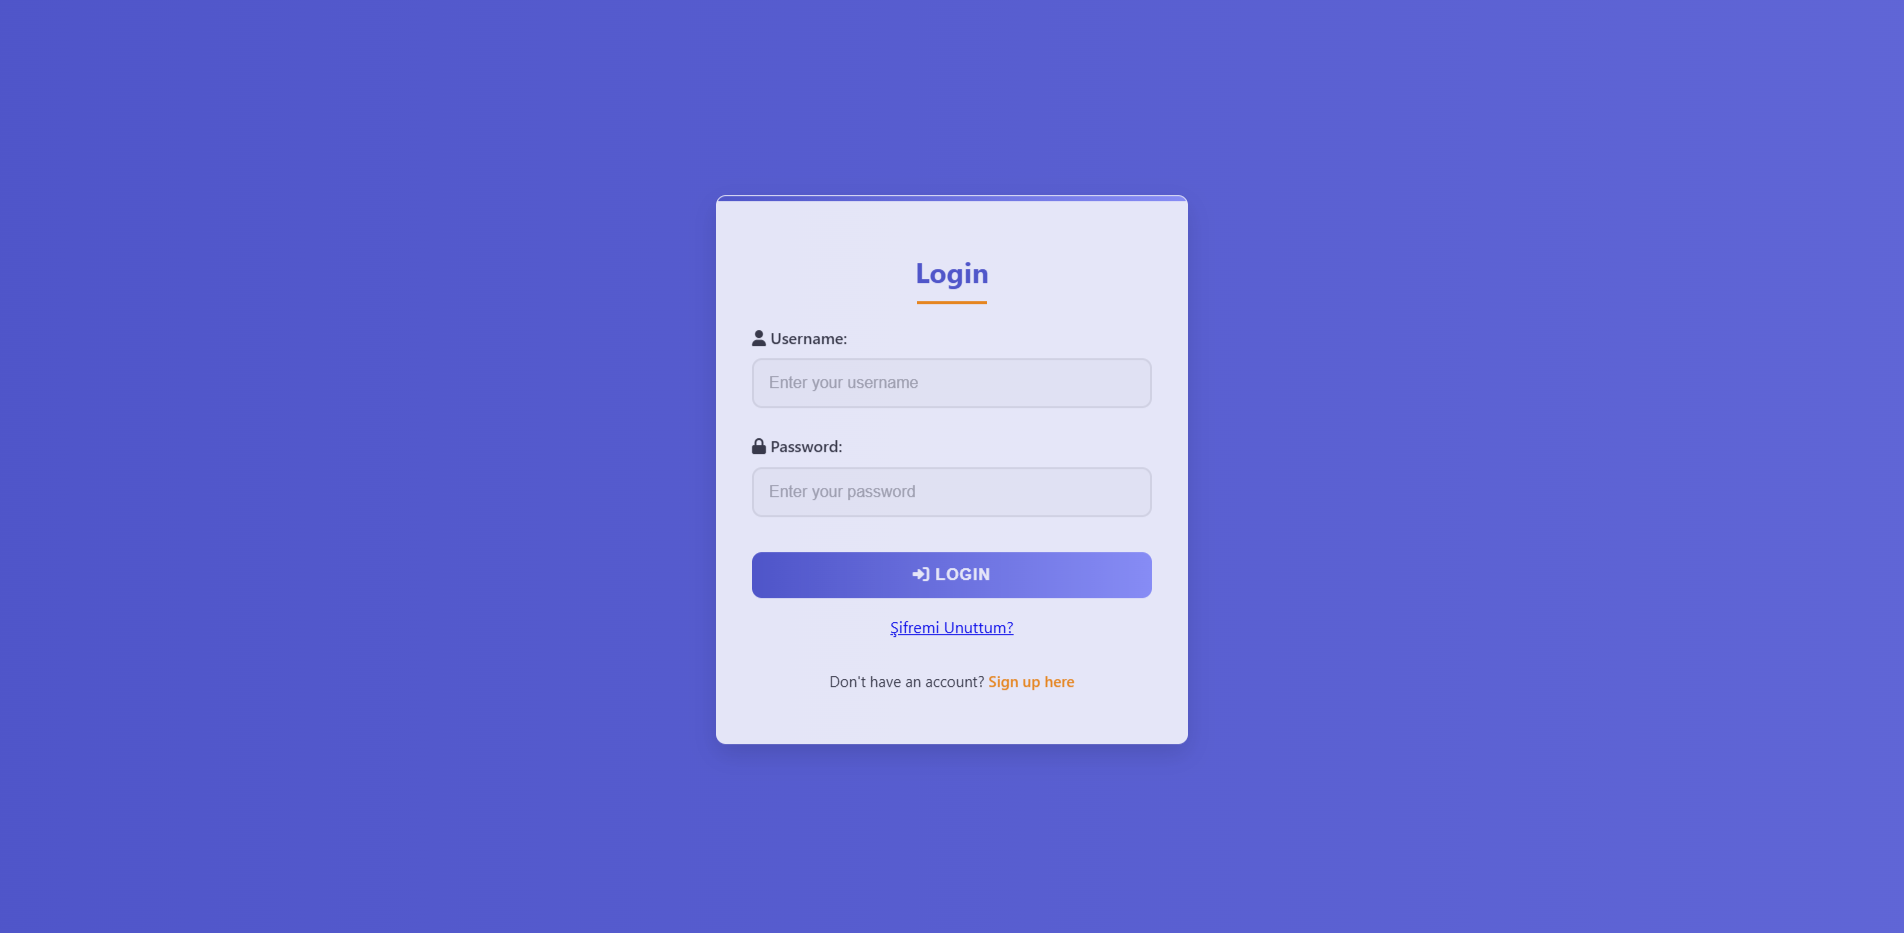 Login
Username:
Enter your username
Password:
Enter your password
LOGIN
Şifremi Unuttum?
Don't have an account? Sign up here